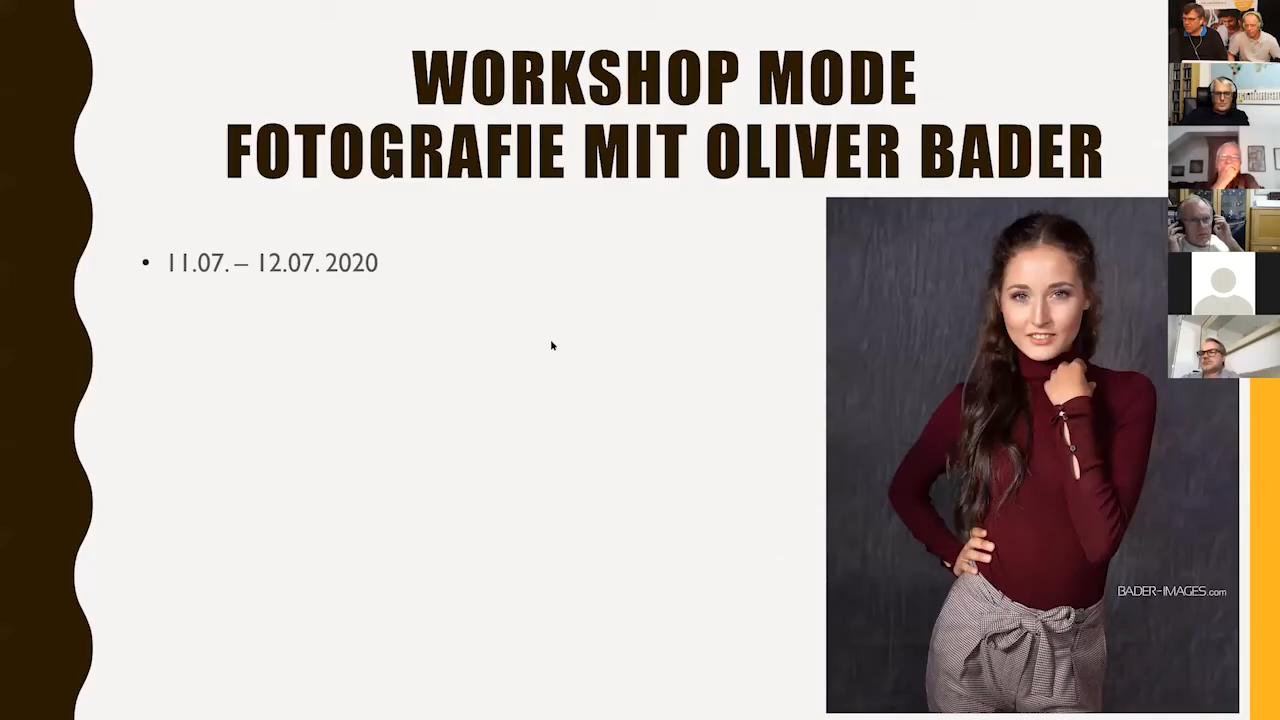 WORKSHOP MODE
FOTOGRAFIE MIT OLIVER BADER
• 11.07. – 12.07. 2020
BADER-IMAGES.com